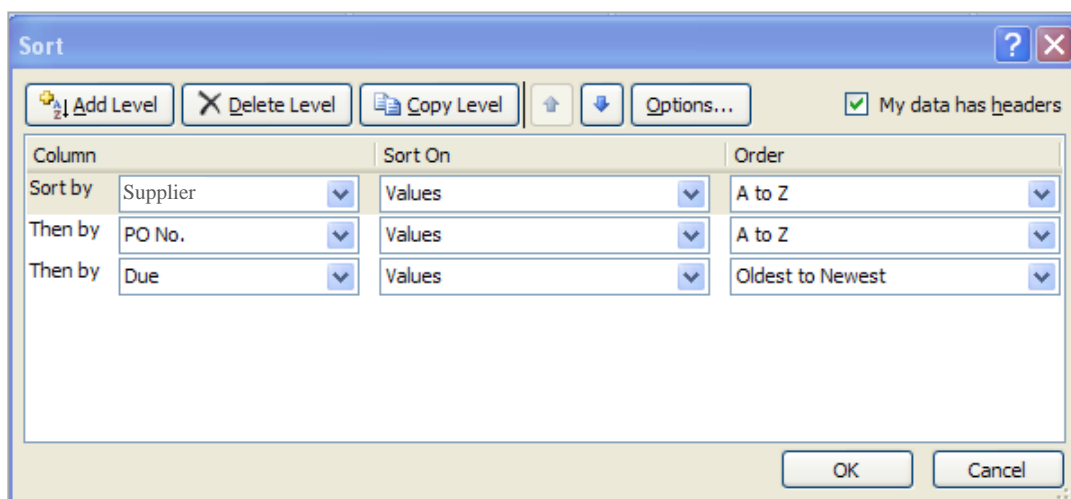 Sort
Add Level Delete Level Copy Level Options... My data has headers
Column Sort On Order
Sort by Supplier Values A to Z
Then by PO No. Values A to Z
Then by Due Values Oldest to Newest
OK Cancel